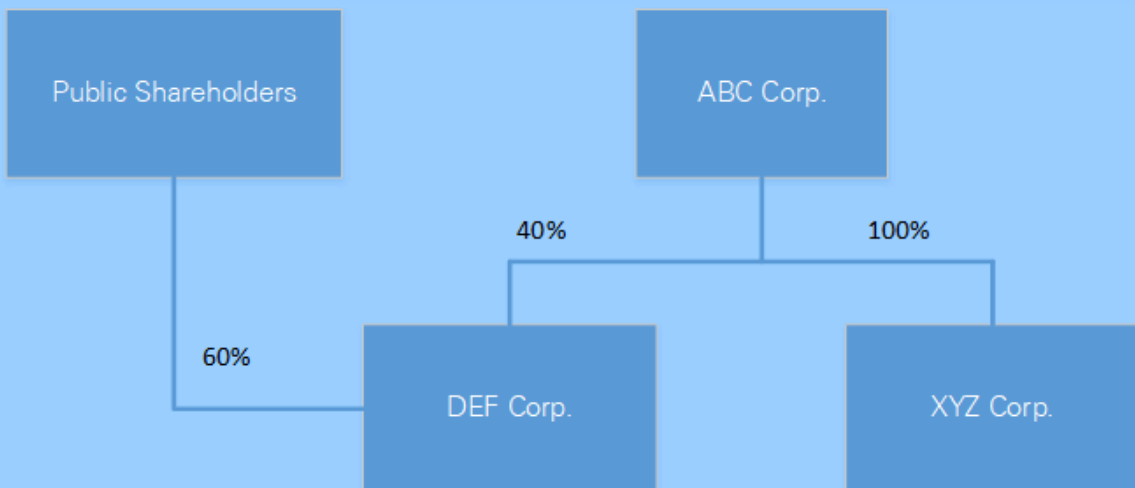 Public Shareholders
ABC Corp.
40%
100%
60%
DEF Corp.
XYZ Corp.